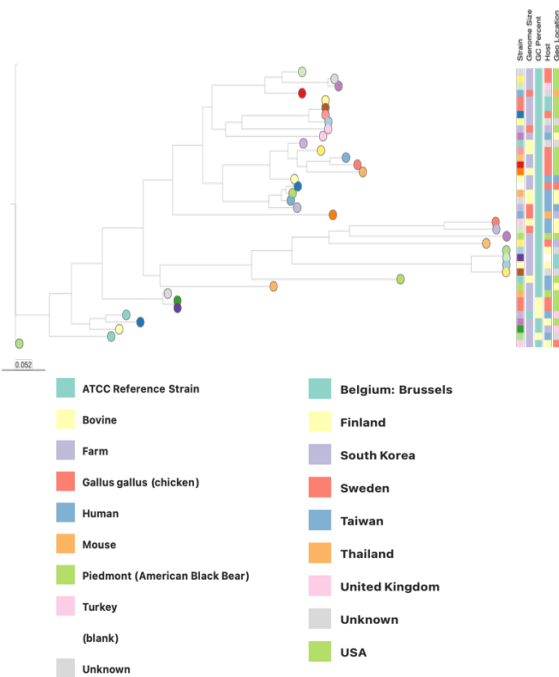 Strain
Genome Size
GC Percent
Host
Geo Location
0.052
ATCC Reference Strain
Bovine
Farm
Gallus gallus (chicken)
Human
Mouse
Piedmont (American Black Bear)
Turkey
(blank)
Unknown
Belgium: Brussels
Finland
South Korea
Sweden
Taiwan
Thailand
United Kingdom
Unknown
USA